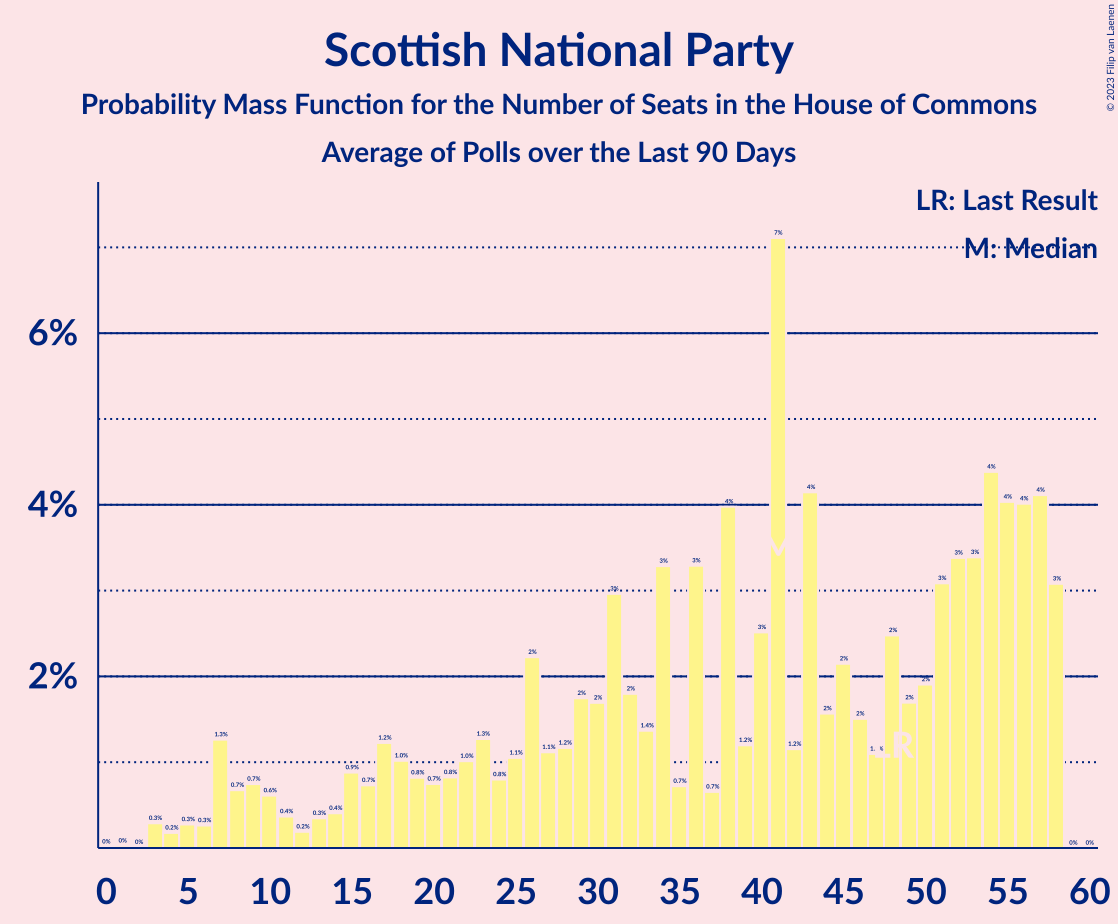 Scottish National Party
Probability Mass Function for the Number of Seats in the House of Commons
Average of Polls over the Last 90 Days
© 2023 Filip van Laenen
LR: Last Result
M: Median
6%
4%
2%
0% 0% 0% 0.3% 0.2% 0.3% 0.3% 1.3% 0.7% 0.7% 0.6% 0.4% 0.2% 0.3% 0.4% 0.9% 0.7% 1.2% 1.0% 0.8% 0.7% 0.8% 1.0% 1.3% 0.8% 1.1% 2% 1.1% 1.2% 2% 2% 3% 2% 1.4% 3% 0.7% 3% 0.7% 4% 1.2% 3% 7% 1.2% 4% 2% 2% 2% 2% 2% 2% 3% 3% 3% 4% 4% 4% 4% 3% 0% 0%
0 5 10 15 20 25 30 35 40 45 50 55 60